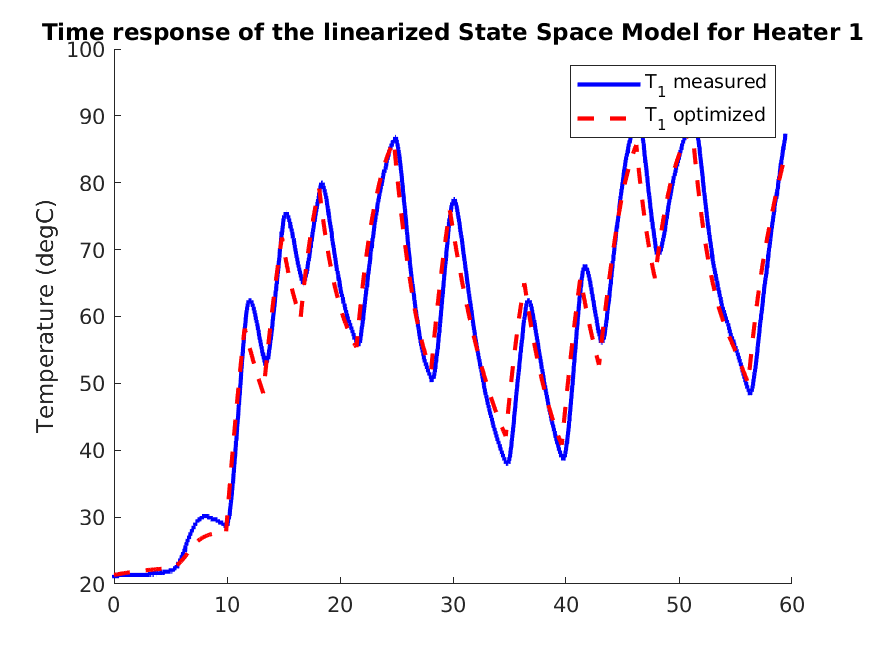 Time response of the linearized State Space Model for Heater 1
100
90
80
70
60
50
40
30
20
Temperature (degC)
T1 measured
T1 optimized
0 10 20 30 40 50 60